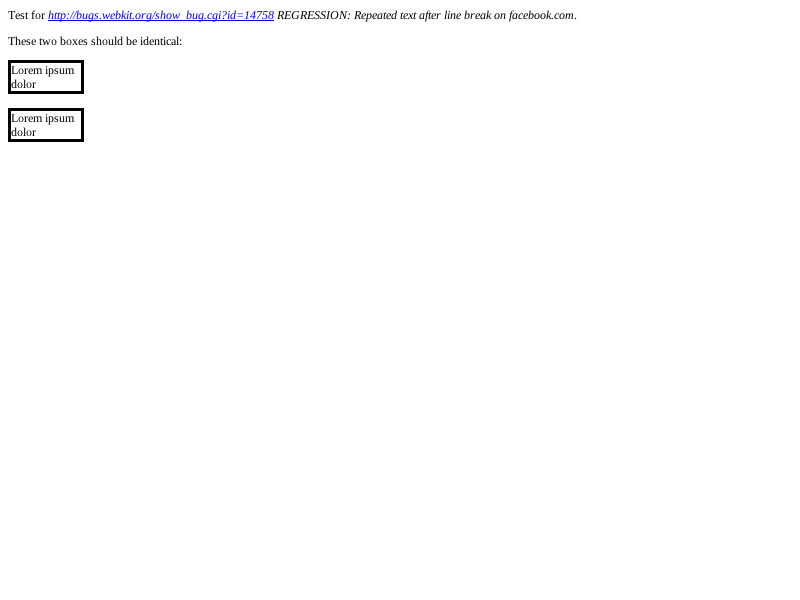 Test for http://bugs.webkit.org/show_bug.cgi?id=14758 REGRESSION: Repeated text after line break on facebook.com.
These two boxes should be identical:
Lorem ipsum
dolor
Lorem ipsum
dolor